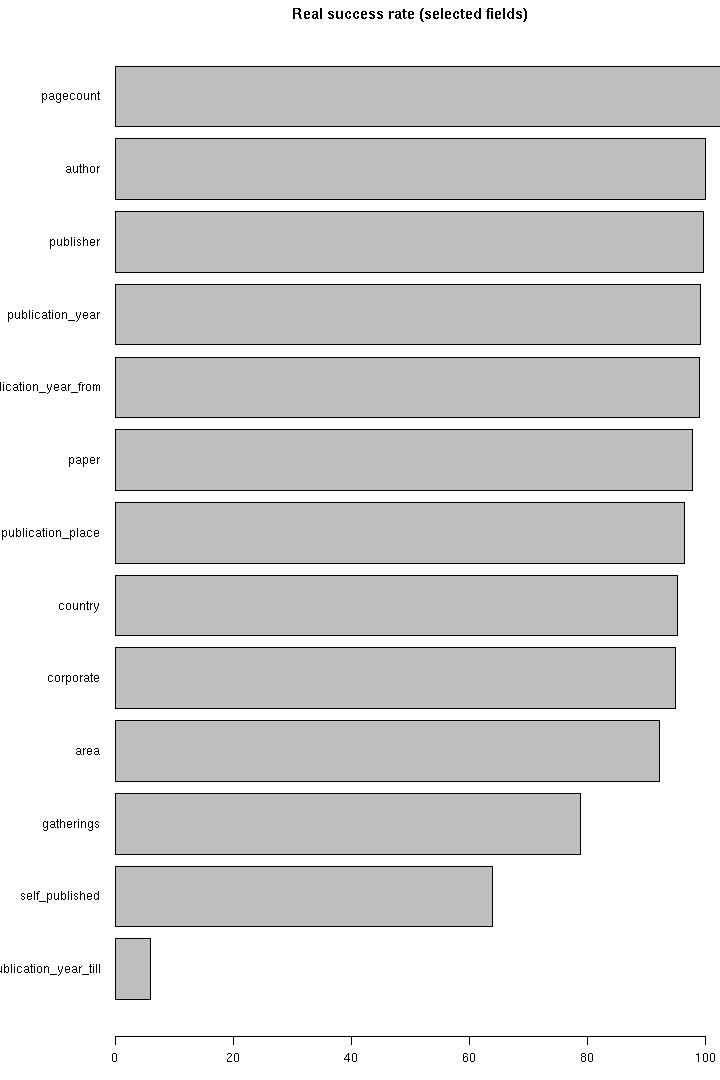 Real success rate (selected fields)
pagecount
author
publisher
publication_year
lication_year_from
paper
publication_place
country
corporate
area
gatherings
self_published
ublication_year_till
0 20 40 60 80 100